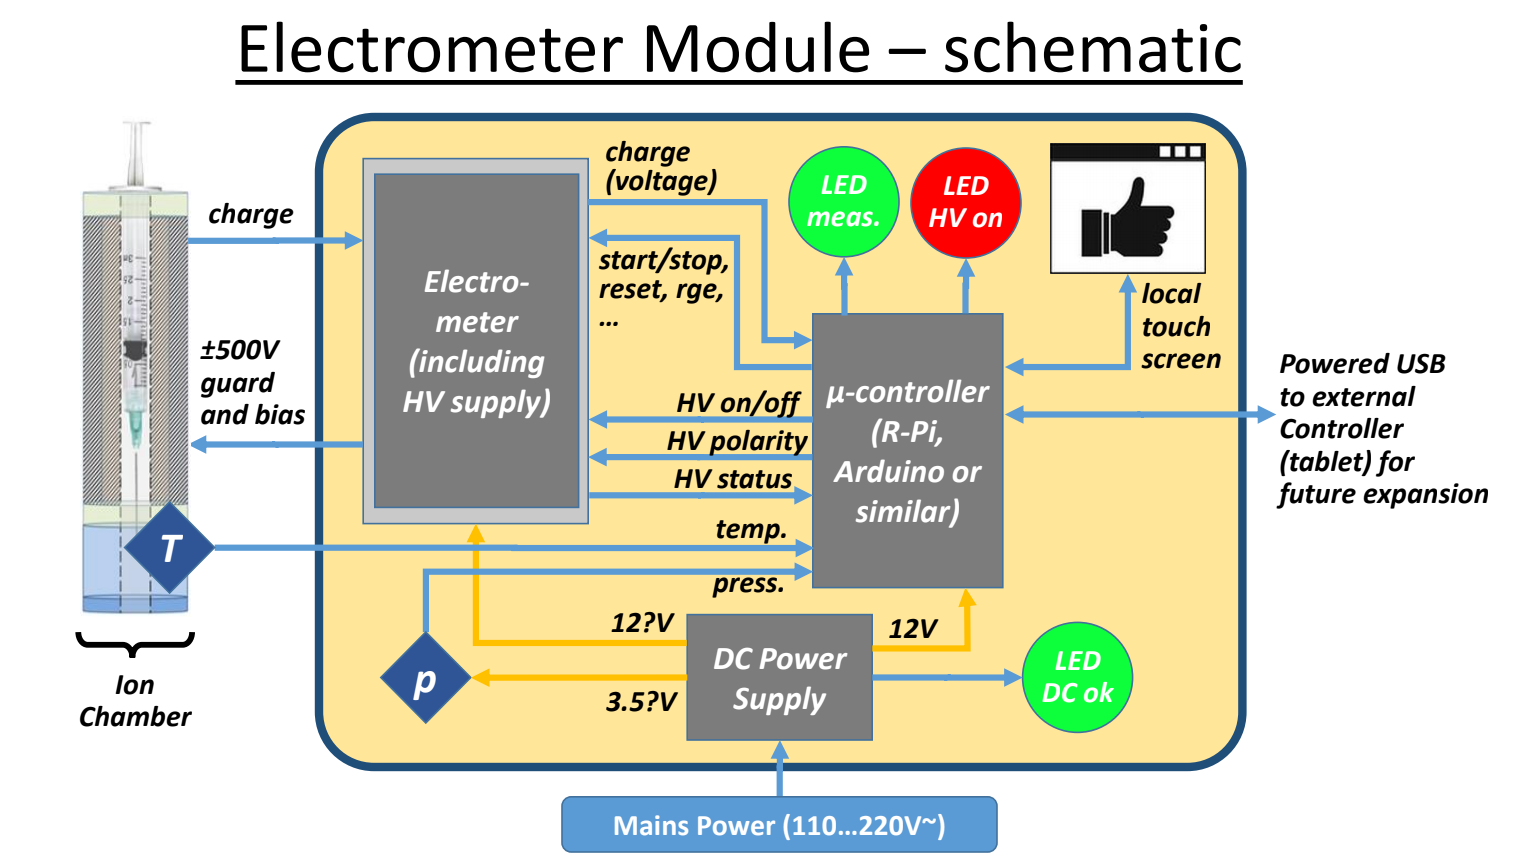 Electrometer Module – schematic
charge
(voltage)
LED
meas.
LED
HV on
charge
Electro-
meter
(including
HV supply)
start/stop,
reset, rge,
...
local
touch
screen
±500V
guard
and bias
HV on/off
HV polarity
HV status
µ-controller
(R-Pi,
Arduino or
similar)
Powered USB
to external
Controller
(tablet) for
future expansion
T
temp.
press.
12?V
12V
p
3.5?V
DC Power
Supply
LED
DC ok
Ion
Chamber
Mains Power (110...220V~)